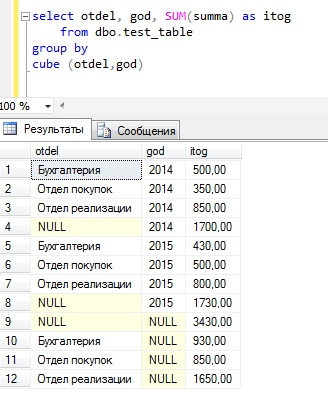 select otdel, god, SUM(summa) as itog
from dbo.test_table
group by
cube (otdel,god)
100 %
Результаты Сообщения
otdel god itog
1 Бухгалтерия 2014 500,00
2 Отдел покупок 2014 350,00
3 Отдел реализации 2014 850,00
4 NULL 2014 1700,00
5 Бухгалтерия 2015 430,00
6 Отдел покупок 2015 500,00
7 Отдел реализации 2015 800,00
8 NULL 2015 1730,00
9 NULL NULL 3430,00
10 Бухгалтерия NULL 930,00
11 Отдел покупок NULL 850,00
12 Отдел реализации NULL 1650,00